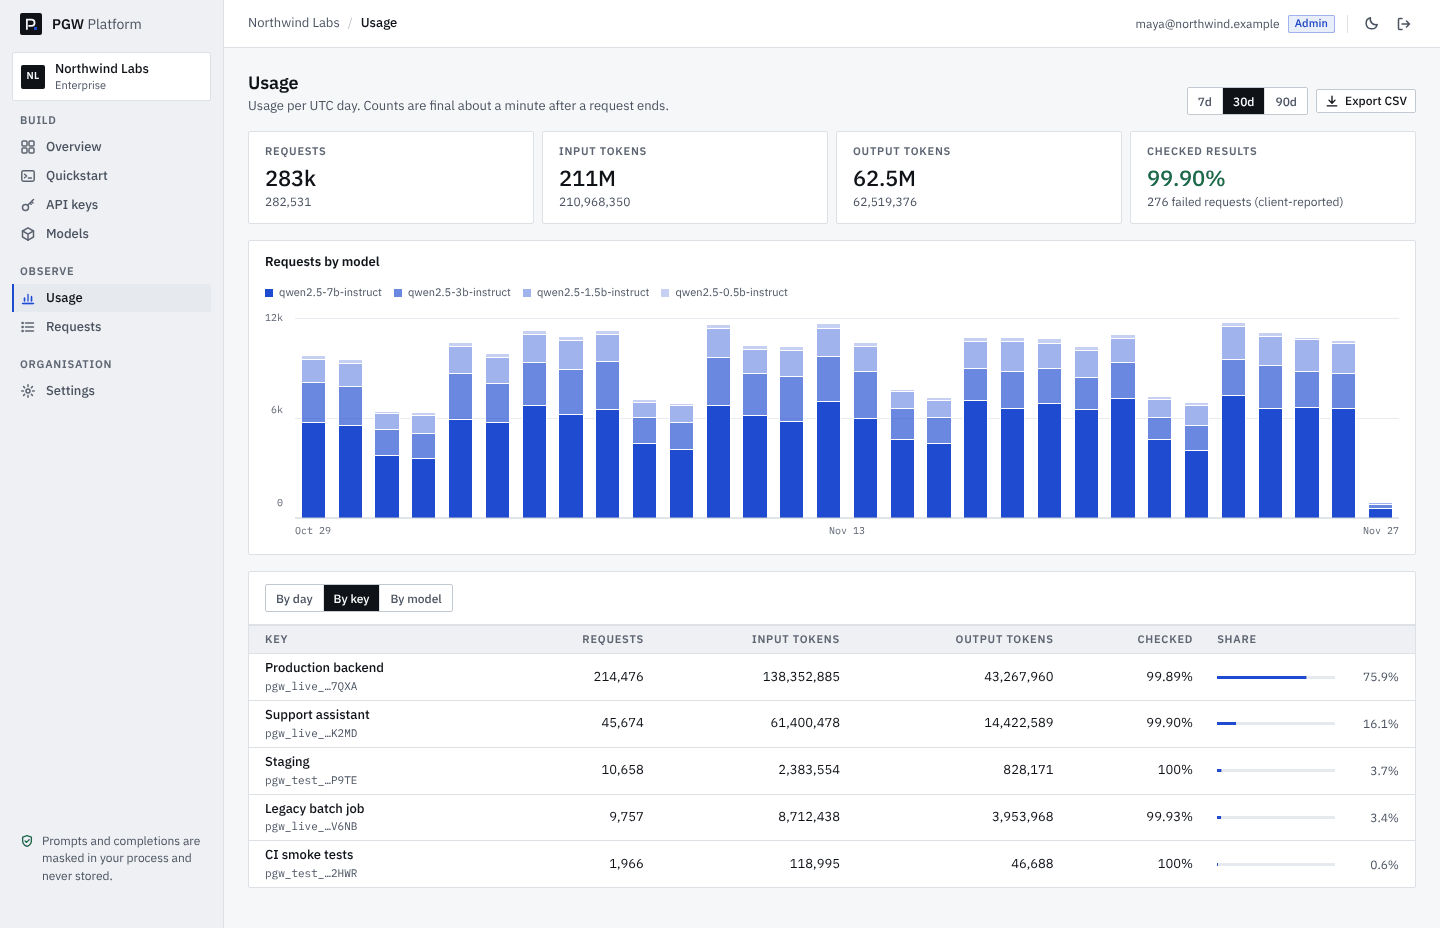 PGW Platform
Northwind Labs / Usage
maya@northwind.example Admin
NL
Northwind Labs
Enterprise
BUILD
Overview
Quickstart
API keys
Models
OBSERVE
Usage
Requests
ORGANISATION
Settings
Prompts and completions are
masked in your process and
never stored.
Usage
Usage per UTC day. Counts are final about a minute after a request ends.
7d 30d 90d Export CSV
REQUESTS
283k
282,531
INPUT TOKENS
211M
210,968,350
OUTPUT TOKENS
62.5M
62,519,376
CHECKED RESULTS
99.90%
276 failed requests (client-reported)
Requests by model
qwen2.5-7b-instruct qwen2.5-3b-instruct qwen2.5-1.5b-instruct qwen2.5-0.5b-instruct
12k
6k
0
Oct 29 Nov 13 Nov 27
By day By key By model
KEY REQUESTS INPUT TOKENS OUTPUT TOKENS CHECKED SHARE
Production backend
pgw_live_…7QXA
214,476 138,352,885 43,267,960 99.89% 75.9%
Support assistant
pgw_live_…K2MD
45,674 61,400,478 14,422,589 99.90% 16.1%
Staging
pgw_test_…P9TE
10,658 2,383,554 828,171 100% 3.7%
Legacy batch job
pgw_live_…V6NB
9,757 8,712,438 3,953,968 99.93% 3.4%
CI smoke tests
pgw_test_…2HWR
1,966 118,995 46,688 100% 0.6%